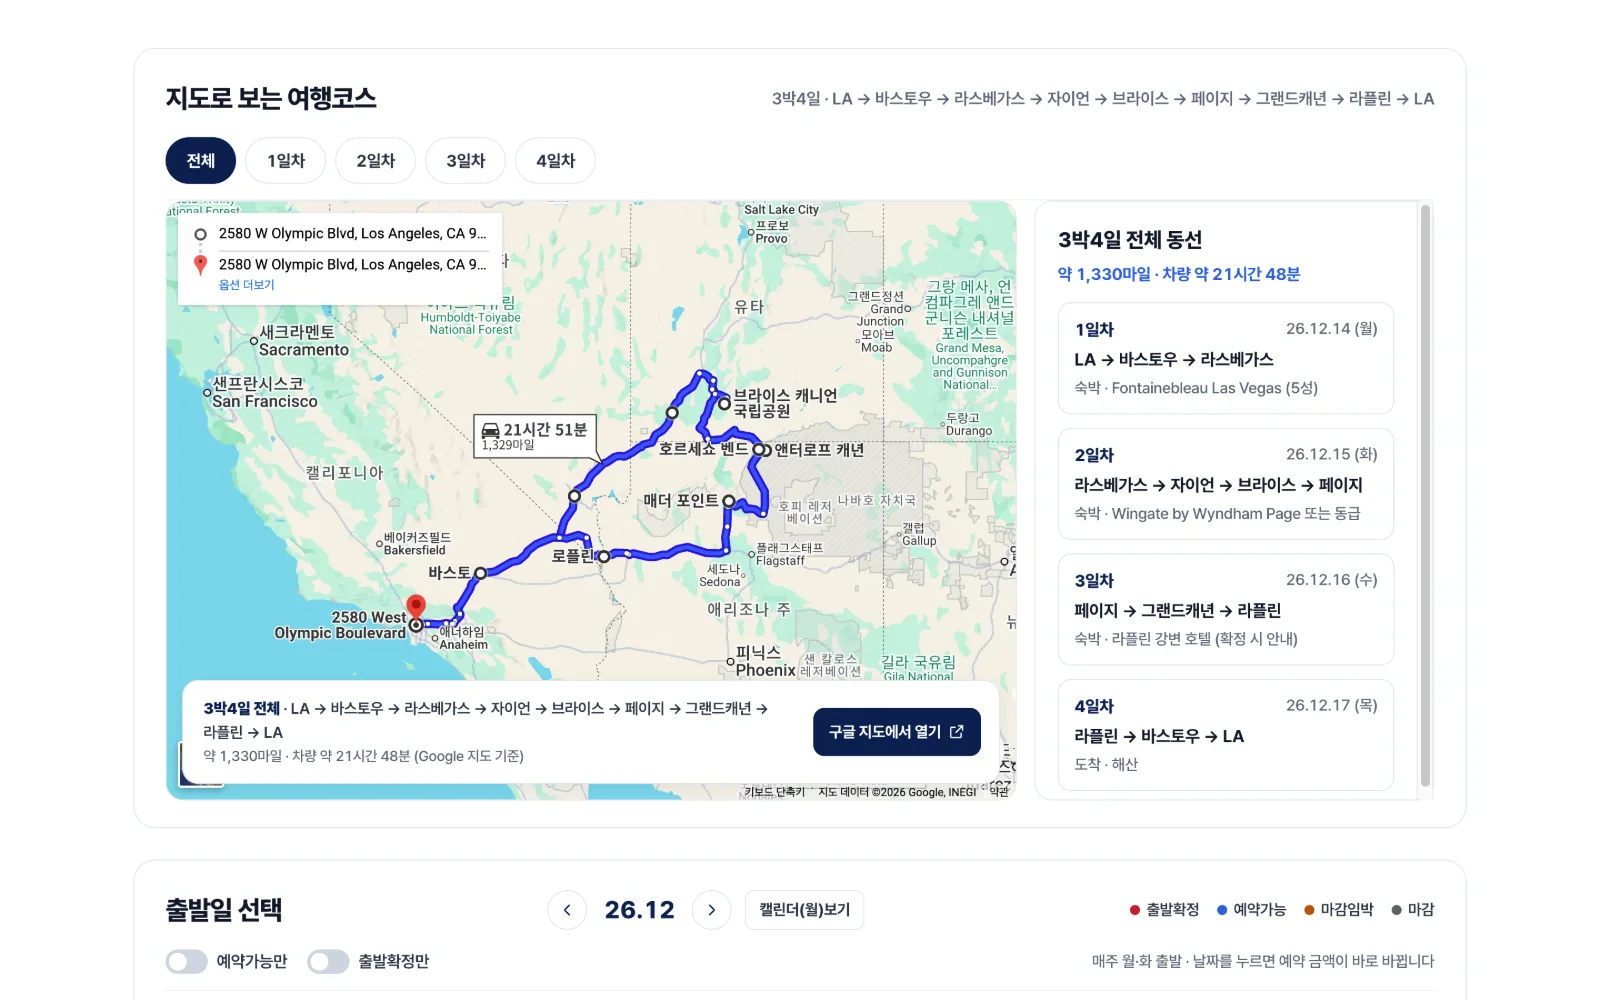 지도로 보는 여행코스
3박4일 · LA → 바스토우 → 라스베가스 → 자이언 → 브라이스 → 페이지 → 그랜드캐년 → 라플린 → LA
전체
1일차
2일차
3일차
4일차
2580 W Olympic Blvd, Los Angeles, CA 9...
2580 W Olympic Blvd, Los Angeles, CA 9...
옵션 더보기
National Forest
Humboldt-Toiyabe
National Forest
Salt Lake City
프로보
Provo
유타
그랜드정션
Grand
Junction
모아브
Moab
그랑 메사, 언
컴파그레 앤드
군니슨 내셔널
포레스트
Grand Mesa,
Uncompahgre
and Gunnison
National...
두랑고
Durango
새크라멘토
Sacramento
샌프란시스코
San Francisco
캘리포니아
브라이스 캐니언
국립공원
21시간 51분
1,329마일
호르세쇼 벤드
앤터로프 캐년
매더 포인트
호피 레저
베이션
나바호 자치국
갤럽
Gallup
베이커즈필드
Bakersfield
바스토
로플린
플래그스태프
Flagstaff
세도나
Sedona
애리조나 주
2580 West
Olympic Boulevard
애너하임
Anaheim
피닉스
Phoenix
샌 칼로스
레저베이션
길라 국유림
Gila National
3박4일 전체 · LA → 바스토우 → 라스베가스 → 자이언 → 브라이스 → 페이지 → 그랜드캐년 →
라플린 → LA
약 1,330마일 · 차량 약 21시간 48분 (Google 지도 기준)
구글 지도에서 열기
키보드 단축키
지도 데이터 ©2026 Google, INEGI
약관
3박4일 전체 동선
약 1,330마일 · 차량 약 21시간 48분
1일차 26.12.14 (월)
LA → 바스토우 → 라스베가스
숙박 · Fontainebleau Las Vegas (5성)
2일차 26.12.15 (화)
라스베가스 → 자이언 → 브라이스 → 페이지
숙박 · Wingate by Wyndham Page 또는 동급
3일차 26.12.16 (수)
페이지 → 그랜드캐년 → 라플린
숙박 · 라플린 강변 호텔 (확정 시 안내)
4일차 26.12.17 (목)
라플린 → 바스토우 → LA
도착 · 해산
출발일 선택
26.12
캘린더(월)보기
출발확정
예약가능
마감임박
마감
예약가능만
출발확정만
매주 월·화 출발 · 날짜를 누르면 예약 금액이 바로 바뀝니다